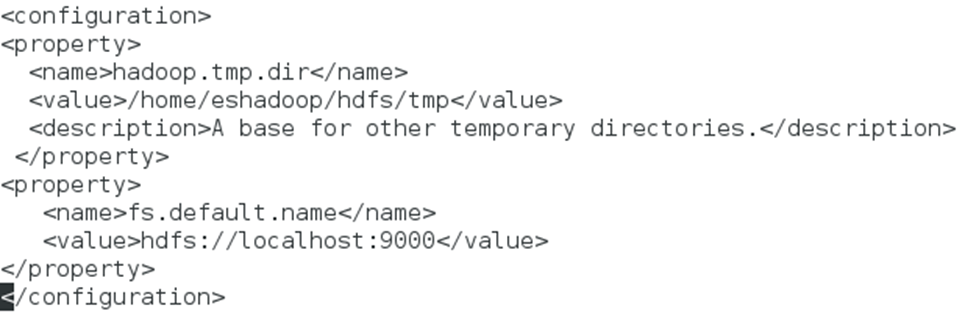 <configuration>
<property>
  <name>hadoop.tmp.dir</name>
  <value>/home/eshadoop/hdfs/tmp</value>
  <description>A base for other temporary directories.</description>
 </property>
<property>
   <name>fs.default.name</name>
   <value>hdfs://localhost:9000</value>
</property>
</configuration>